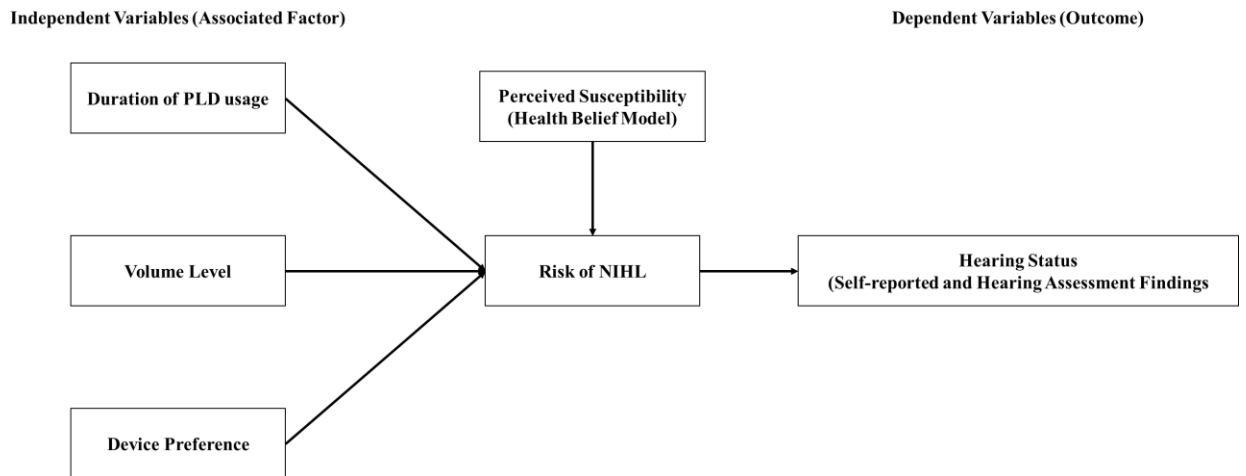 Independent Variables (Associated Factor)
Dependent Variables (Outcome)
Duration of PLD usage
Perceived Susceptibility
(Health Belief Model)
Volume Level
Risk of NIHL
Hearing Status
(Self-reported and Hearing Assessment Findings
Device Preference